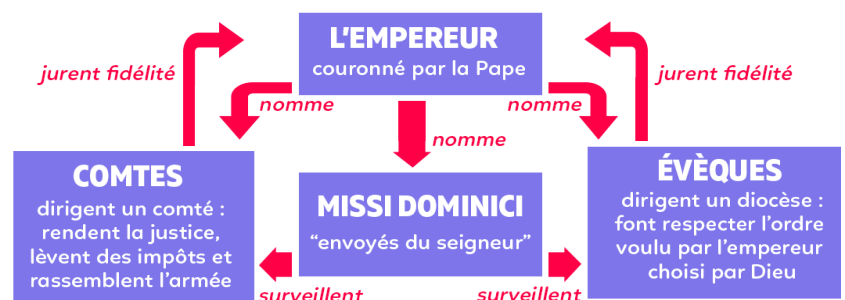 L'EMPEREUR
couronné par la Pape
jurent fidélité
jurent fidélité
nomme
nomme
nomme
COMTES
dirigent un comté :
rendent la justice,
lèvent des impôts et
rassemblent l'armée
MISSI DOMINICI
“envoyés du seigneur”
ÉVÈQUES
dirigent un diocèse :
font respecter l'ordre
voulu par l'empereur
choisi par Dieu
surveillent
surveillent